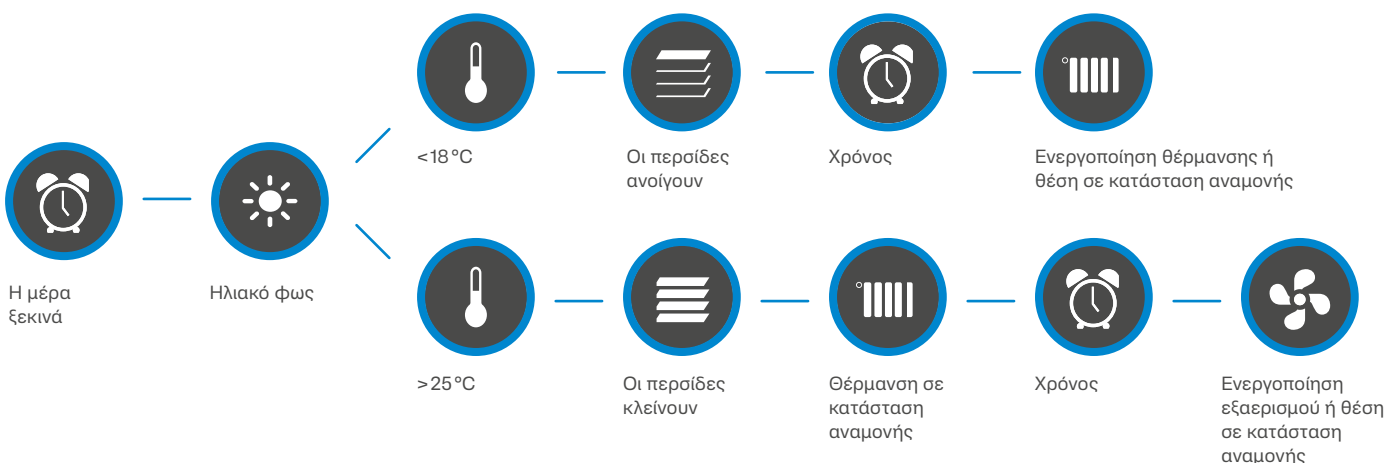 Η μέρα
ξεκινά
Ηλιακό φως
<18 °C
Οι περσίδες
ανοίγουν
Χρόνος
Ενεργοποίηση θέρμανσης ή
θέση σε κατάσταση αναμονής
>25 °C
Οι περσίδες
κλείνουν
Θέρμανση σε
κατάσταση
αναμονής
Χρόνος
Ενεργοποίηση
εξαερισμού ή θέση
σε κατάσταση
αναμονής